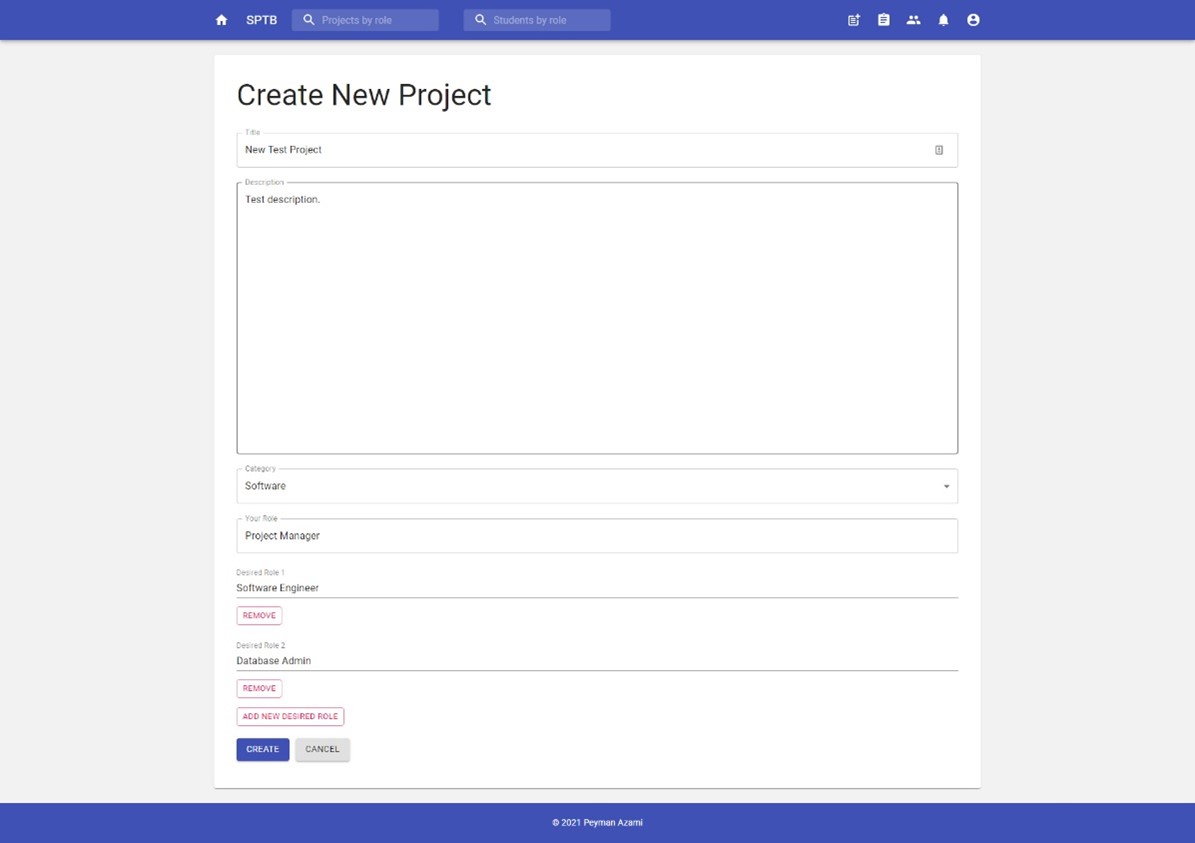 SPTB
Projects by role
Students by role
Create New Project
Title
New Test Project
Description
Test description.
Category
Software
Your Role
Project Manager
Desired Role 1
Software Engineer
REMOVE
Desired Role 2
Database Admin
REMOVE
ADD NEW DESIRED ROLE
CREATE CANCEL
© 2021 Peyman Azami